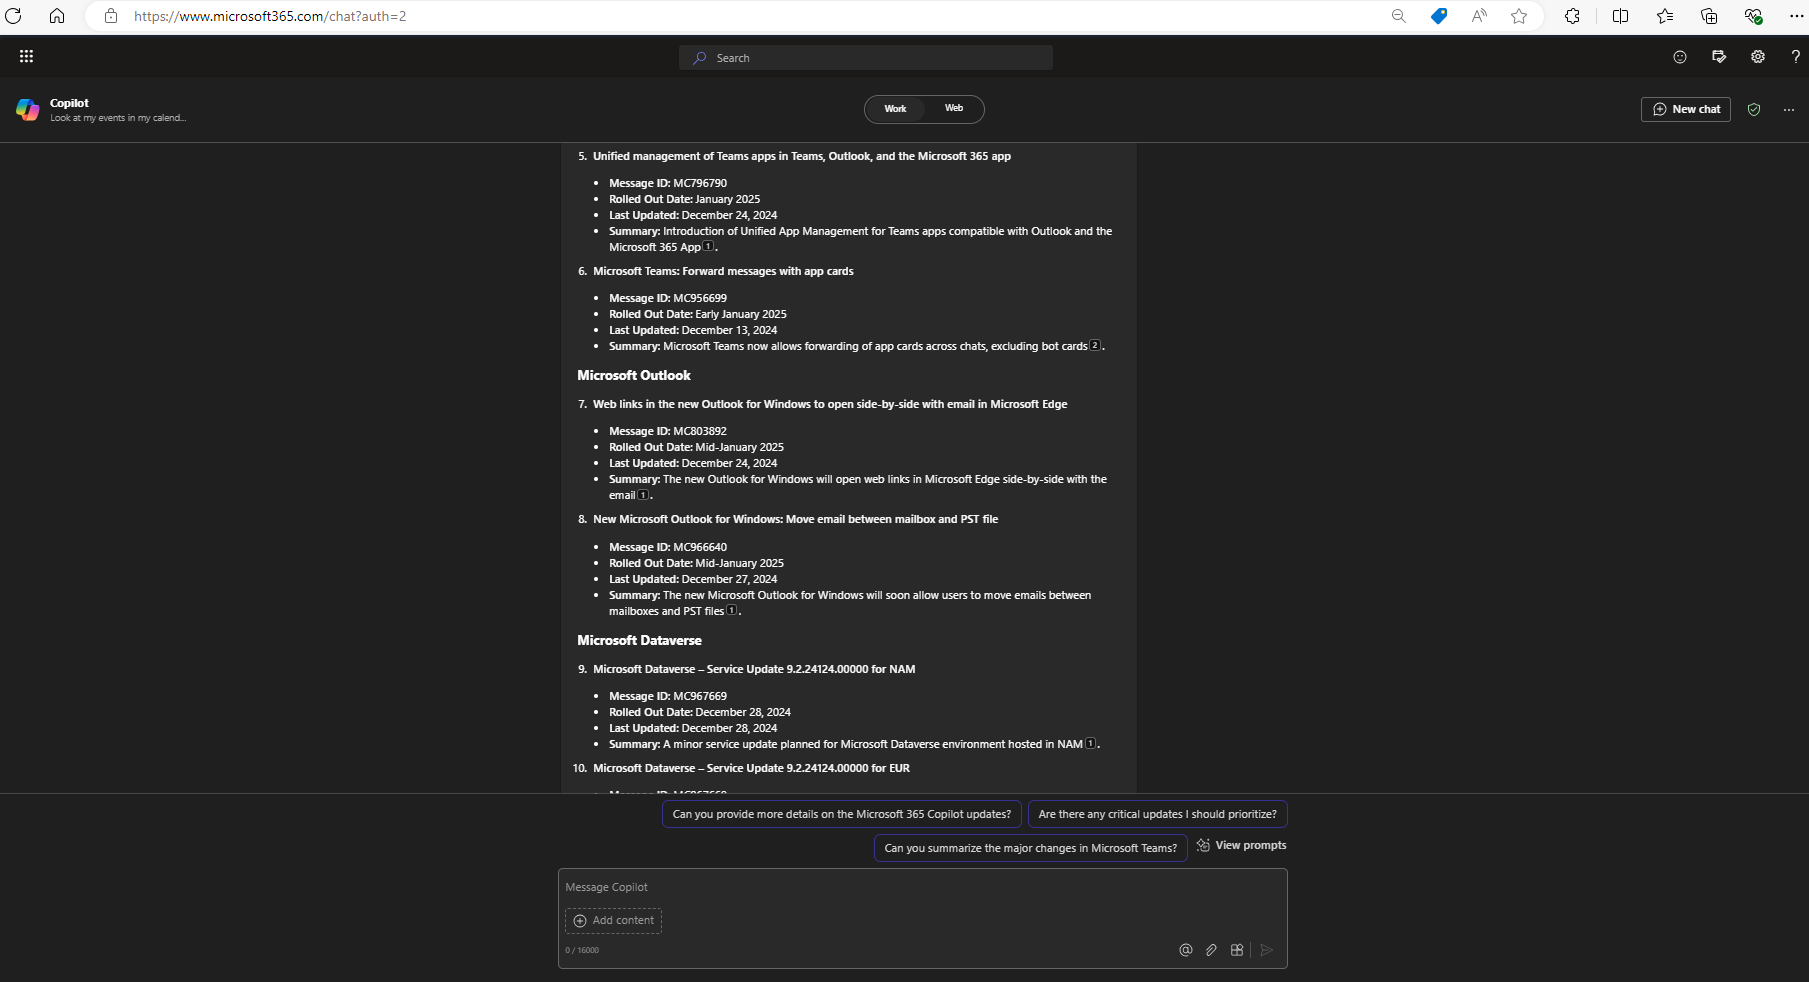 https://www.microsoft365.com/chat?auth=2
Search
Copilot
Look at my events in my calend...
Work
Web
New chat
5. Unified management of Teams apps in Teams, Outlook, and the Microsoft 365 app
• Message ID: MC796790
• Rolled Out Date: January 2025
• Last Updated: December 24, 2024
• Summary: Introduction of Unified App Management for Teams apps compatible with Outlook and the
Microsoft 365 App 1.
6. Microsoft Teams: Forward messages with app cards
• Message ID: MC956699
• Rolled Out Date: Early January 2025
• Last Updated: December 13, 2024
• Summary: Microsoft Teams now allows forwarding of app cards across chats, excluding bot cards 2.
Microsoft Outlook
7. Web links in the new Outlook for Windows to open side-by-side with email in Microsoft Edge
• Message ID: MC803892
• Rolled Out Date: Mid-January 2025
• Last Updated: December 24, 2024
• Summary: The new Outlook for Windows will open web links in Microsoft Edge side-by-side with the
email 1.
8. New Microsoft Outlook for Windows: Move email between mailbox and PST file
• Message ID: MC966640
• Rolled Out Date: Mid-January 2025
• Last Updated: December 27, 2024
• Summary: The new Microsoft Outlook for Windows will soon allow users to move emails between
mailboxes and PST files 1.
Microsoft Dataverse
9. Microsoft Dataverse – Service Update 9.2.24124.00000 for NAM
• Message ID: MC967669
• Rolled Out Date: December 28, 2024
• Last Updated: December 28, 2024
• Summary: A minor service update planned for Microsoft Dataverse environment hosted in NAM 1.
10. Microsoft Dataverse – Service Update 9.2.24124.00000 for EUR
Can you provide more details on the Microsoft 365 Copilot updates?
Are there any critical updates I should prioritize?
Can you summarize the major changes in Microsoft Teams?
View prompts
Message Copilot
Add content
0 / 16000